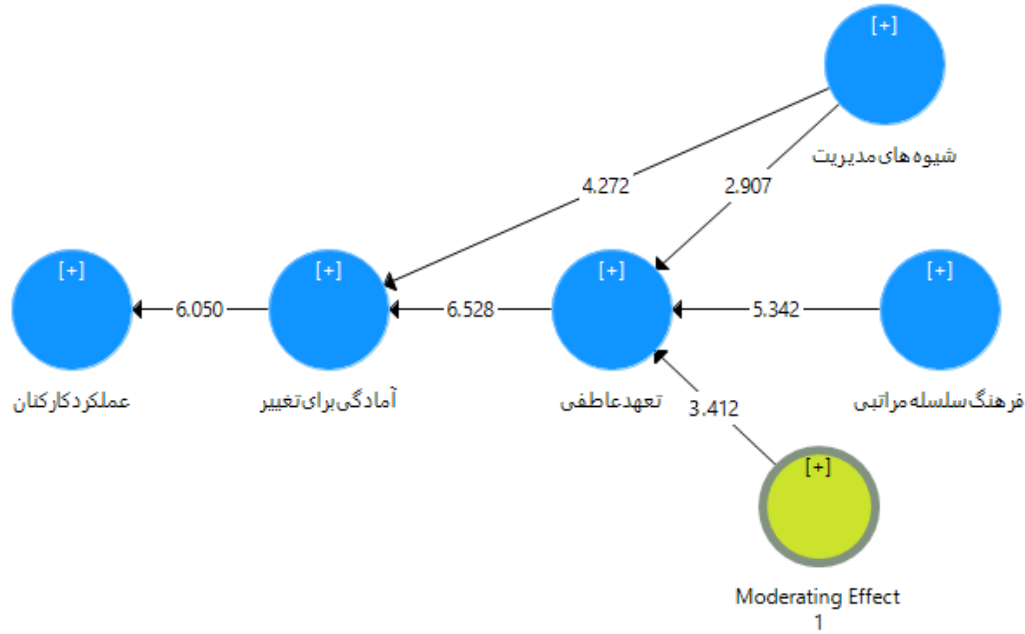 [+]
شیوه های مدیریت
4.272
2.907
[+]
[+]
[+]
[+]
6.050
6.528
5.342
عملکرد کارکنان
آمادگی برای تغییر
تعهد عاطفی
فرهنگ سلسله مراتبی
3.412
[+]
Moderating Effect
1